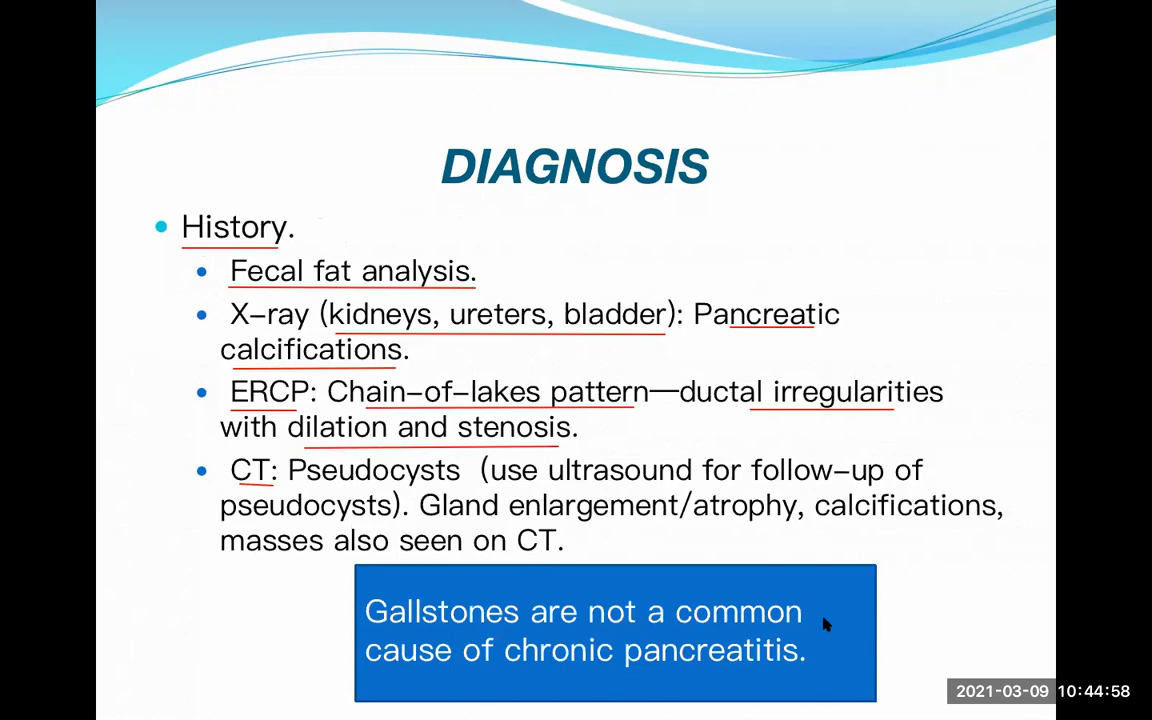 DIAGNOSIS
• History.
• Fecal fat analysis.
• X-ray (kidneys, ureters, bladder): Pancreatic
calcifications.
• ERCP: Chain-of-lakes pattern—ductal irregularities
with dilation and stenosis.
• CT: Pseudocysts (use ultrasound for follow-up of
pseudocysts). Gland enlargement/atrophy, calcifications,
masses also seen on CT.
Gallstones are not a common
cause of chronic pancreatitis.
2021-03-09 10:44:58